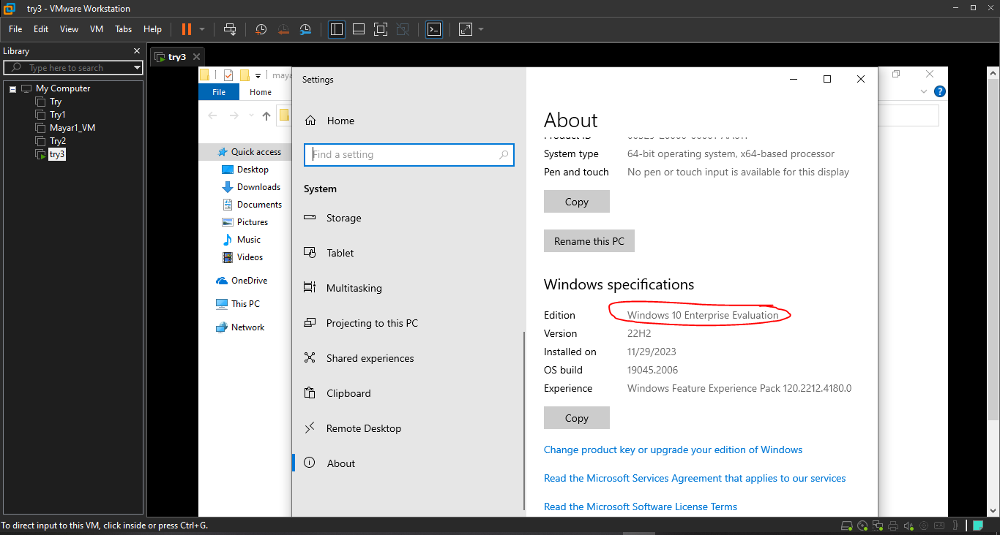 try3 - VMware Workstation
File Edit View VM Tabs Help
Library
Type here to search
My Computer
Try
Try1
Mayar1_VM
Try2
try3
try3
maya
File Home
Quick access
Desktop
Downloads
Documents
Pictures
Music
Videos
OneDrive
This PC
Network
Settings
Home
Find a setting
System
Storage
Tablet
Multitasking
Projecting to this PC
Shared experiences
Clipboard
Remote Desktop
About
About
Product ID
System type 64-bit operating system, x64-based processor
Pen and touch No pen or touch input is available for this display
Copy
Rename this PC
Windows specifications
Edition Windows 10 Enterprise Evaluation
Version 22H2
Installed on 11/29/2023
OS build 19045.2006
Experience Windows Feature Experience Pack 120.2212.4180.0
Copy
Change product key or upgrade your edition of Windows
Read the Microsoft Services Agreement that applies to our services
Read the Microsoft Software License Terms
To direct input to this VM, click inside or press Ctrl+G.